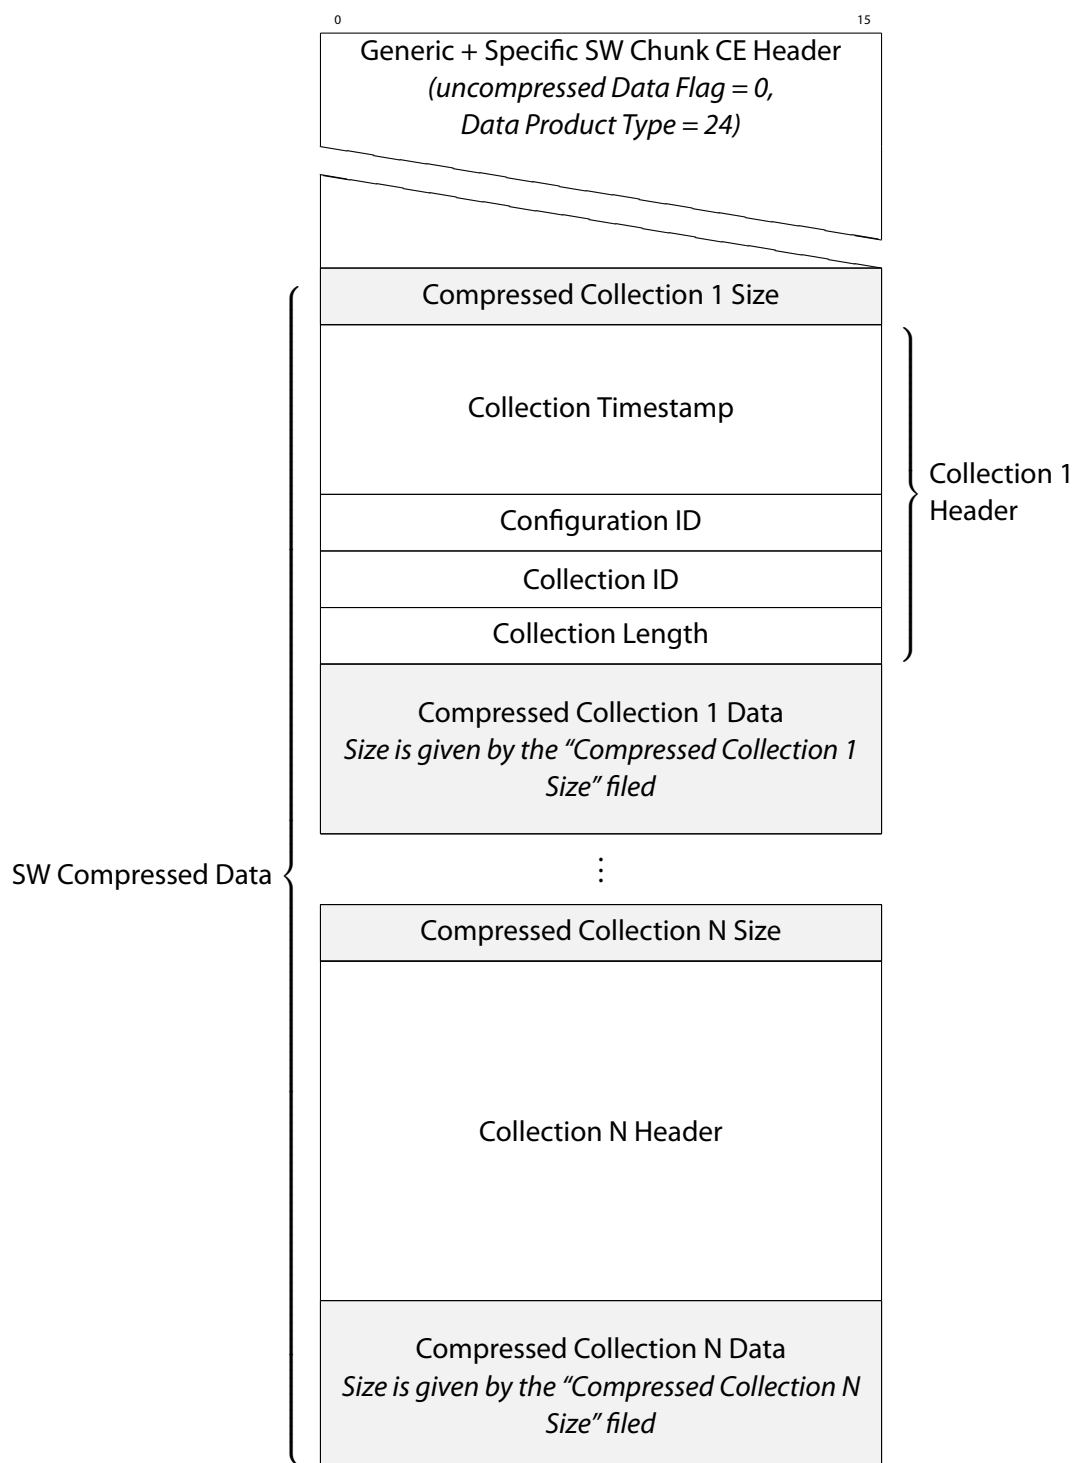 0 15
Generic + Specific SW Chunk CE Header
(uncompressed Data Flag = 0,
Data Product Type = 24)
Compressed Collection 1 Size
Collection Timestamp
Collection 1
Header
Configuration ID
Collection ID
Collection Length
Compressed Collection 1 Data
Size is given by the “Compressed Collection 1
Size” filed
SW Compressed Data
⋮
Compressed Collection N Size
Collection N Header
Compressed Collection N Data
Size is given by the “Compressed Collection N
Size” filed